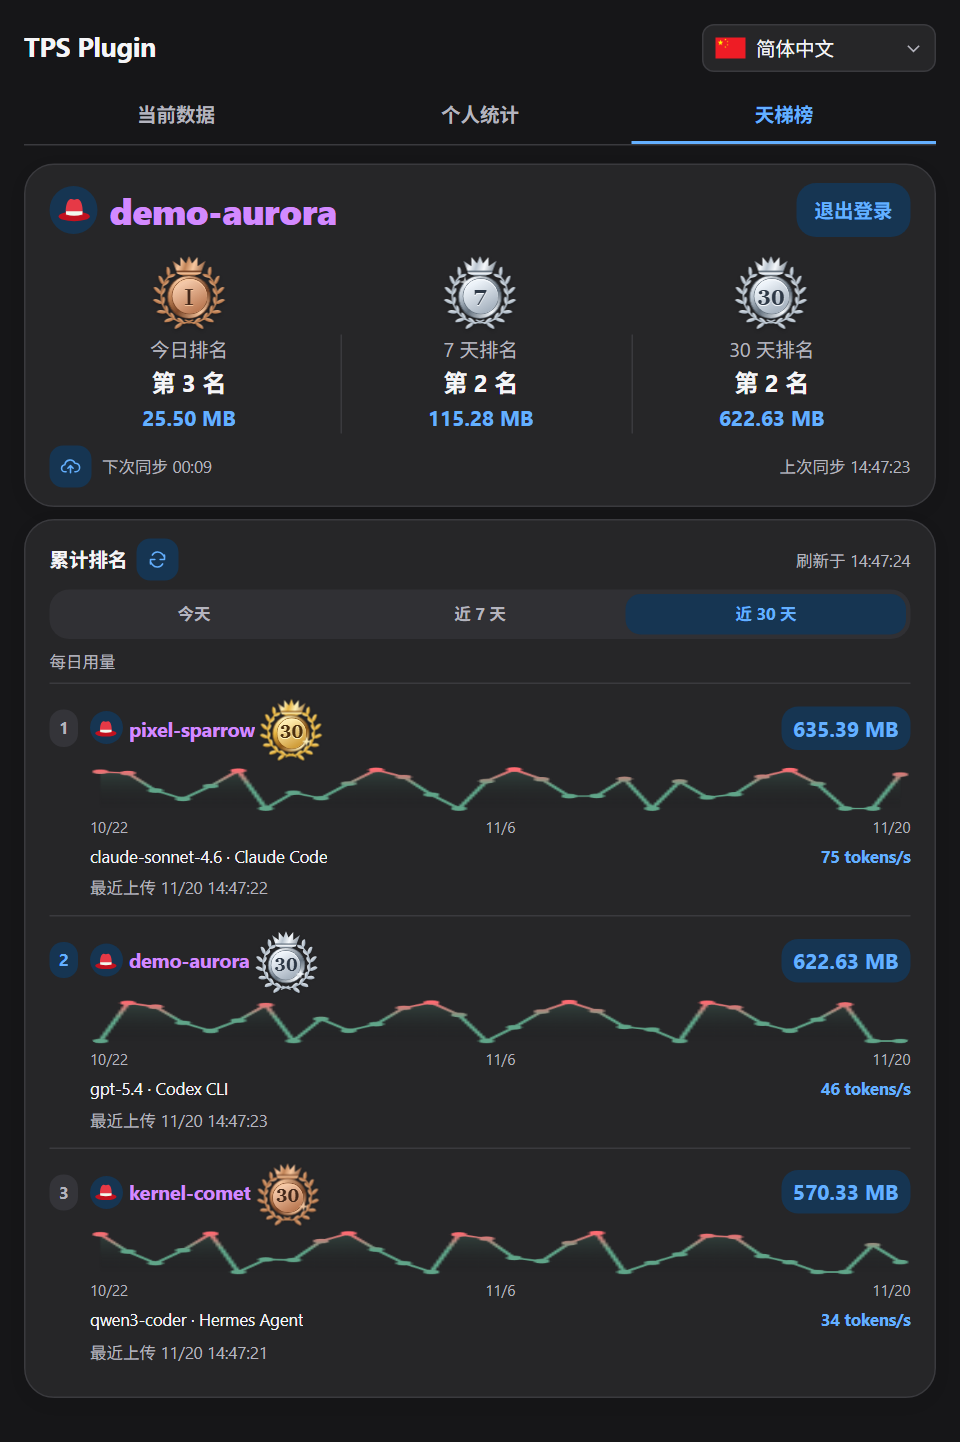 TPS Plugin
简体中文
当前数据 个人统计 天梯榜
demo-aurora
退出登录
I 7 30
今日排名 7 天排名 30 天排名
第 3 名 第 2 名 第 2 名
25.50 MB 115.28 MB 622.63 MB
下次同步 00:09 上次同步 14:47:23
累计排名 刷新于 14:47:24
今天 近 7 天 近 30 天
每日用量
1 pixel-sparrow 30 635.39 MB
10/22 11/6 11/20
claude-sonnet-4.6 · Claude Code 75 tokens/s
最近上传 11/20 14:47:22
2 demo-aurora 30 622.63 MB
10/22 11/6 11/20
gpt-5.4 · Codex CLI 46 tokens/s
最近上传 11/20 14:47:23
3 kernel-comet 30 570.33 MB
10/22 11/6 11/20
qwen3-coder · Hermes Agent 34 tokens/s
最近上传 11/20 14:47:21